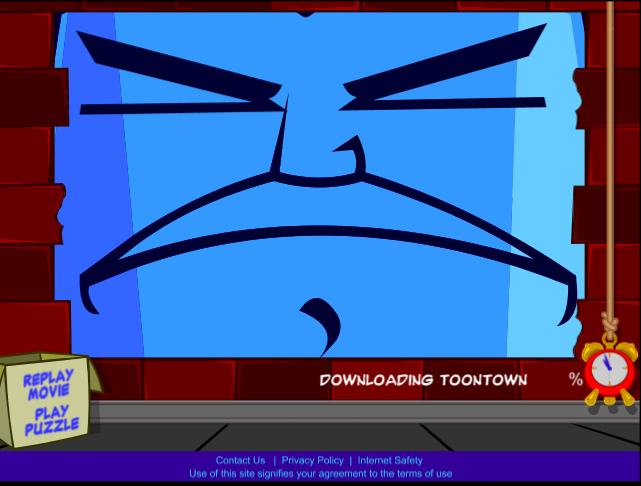 DOWNLOADING TOONTOWN %
REPLAY
MOVIE
PLAY
PUZZLE
Contact Us | Privacy Policy | Internet Safety
Use of this site signifies your agreement to the terms of use